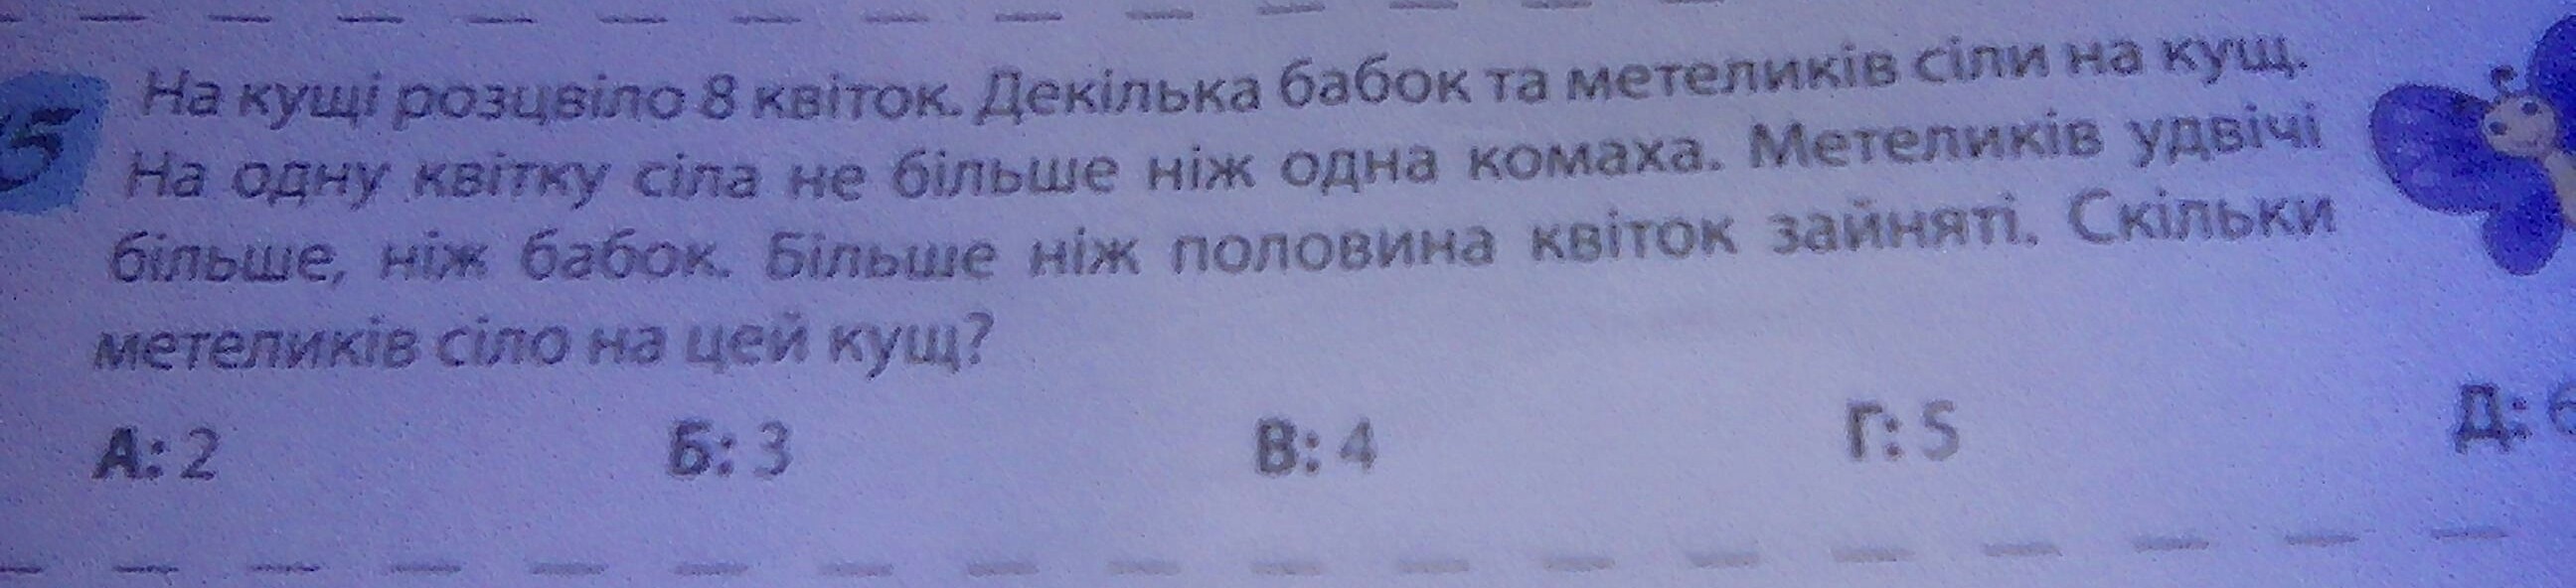 5 На кущі розцвіло 8 квіток. Декілька бабок та метеликів сіли на кущ.
На одну квітку сіла не більше ніж одна комаха. Метеликів удвічі
більше, ніж бабок. Більше ніж половина квіток зайняті. Скільки
метеликів сіло на цей кущ?
А: 2 Б: 3 В: 4 Г: 5 Д: 6